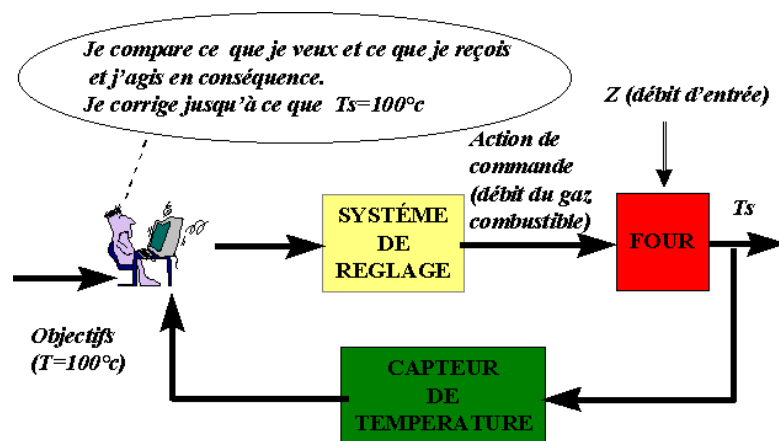 Je compare ce que je veux et ce que je reçois
et j'agis en conséquence.
Je corrige jusqu'à ce que Ts=100°c
Z (débit d'entrée)
Action de
commande
(débit du gaz
combustible)
SYSTÉME
DE
REGLAGE
FOUR
Ts
Objectifs
(T=100°c)
CAPTEUR
DE
TEMPERATURE